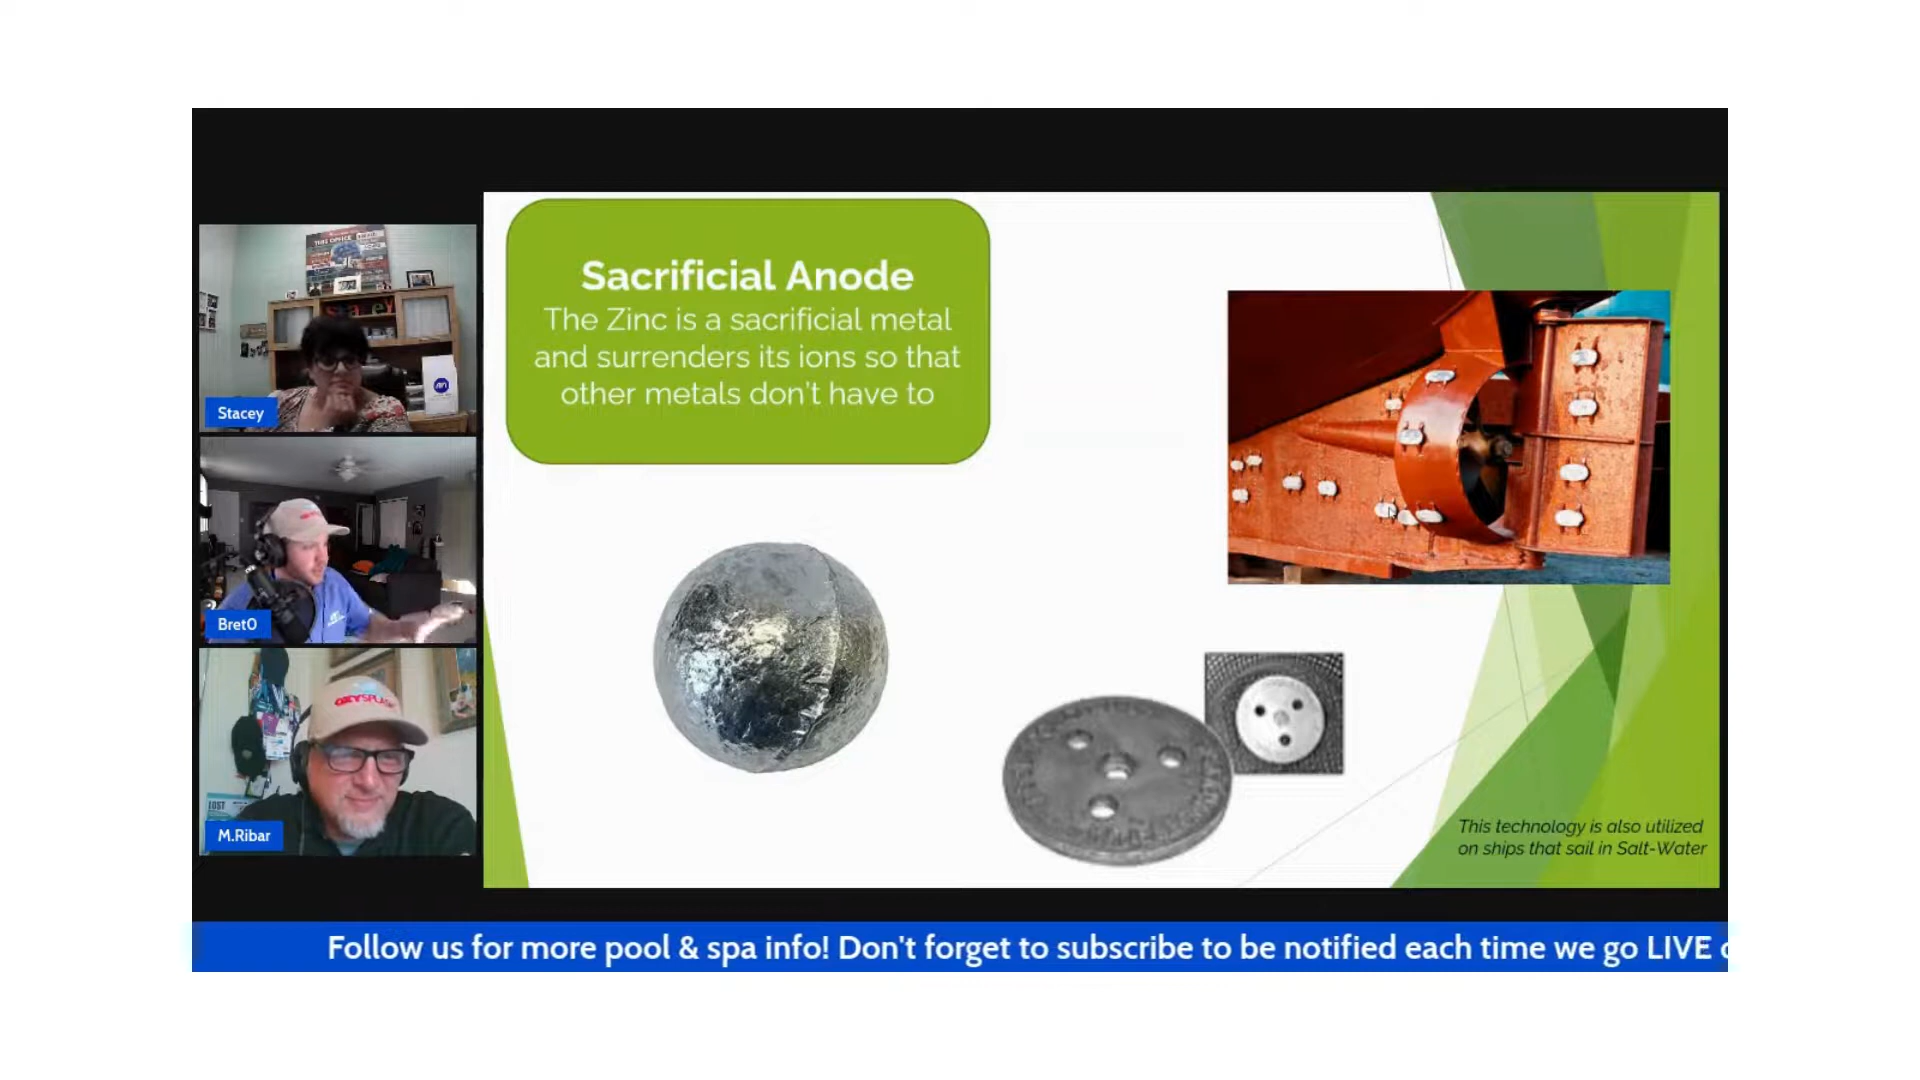 Sacrificial Anode
The Zinc is a sacrificial metal
and surrenders its ions so that
other metals don't have to
Stacey
BretO
LOST
M.Ribar
This technology is also utilized
on ships that sail in Salt-Water
Follow us for more pool & spa info! Don't forget to subscribe to be notified each time we go LIVE